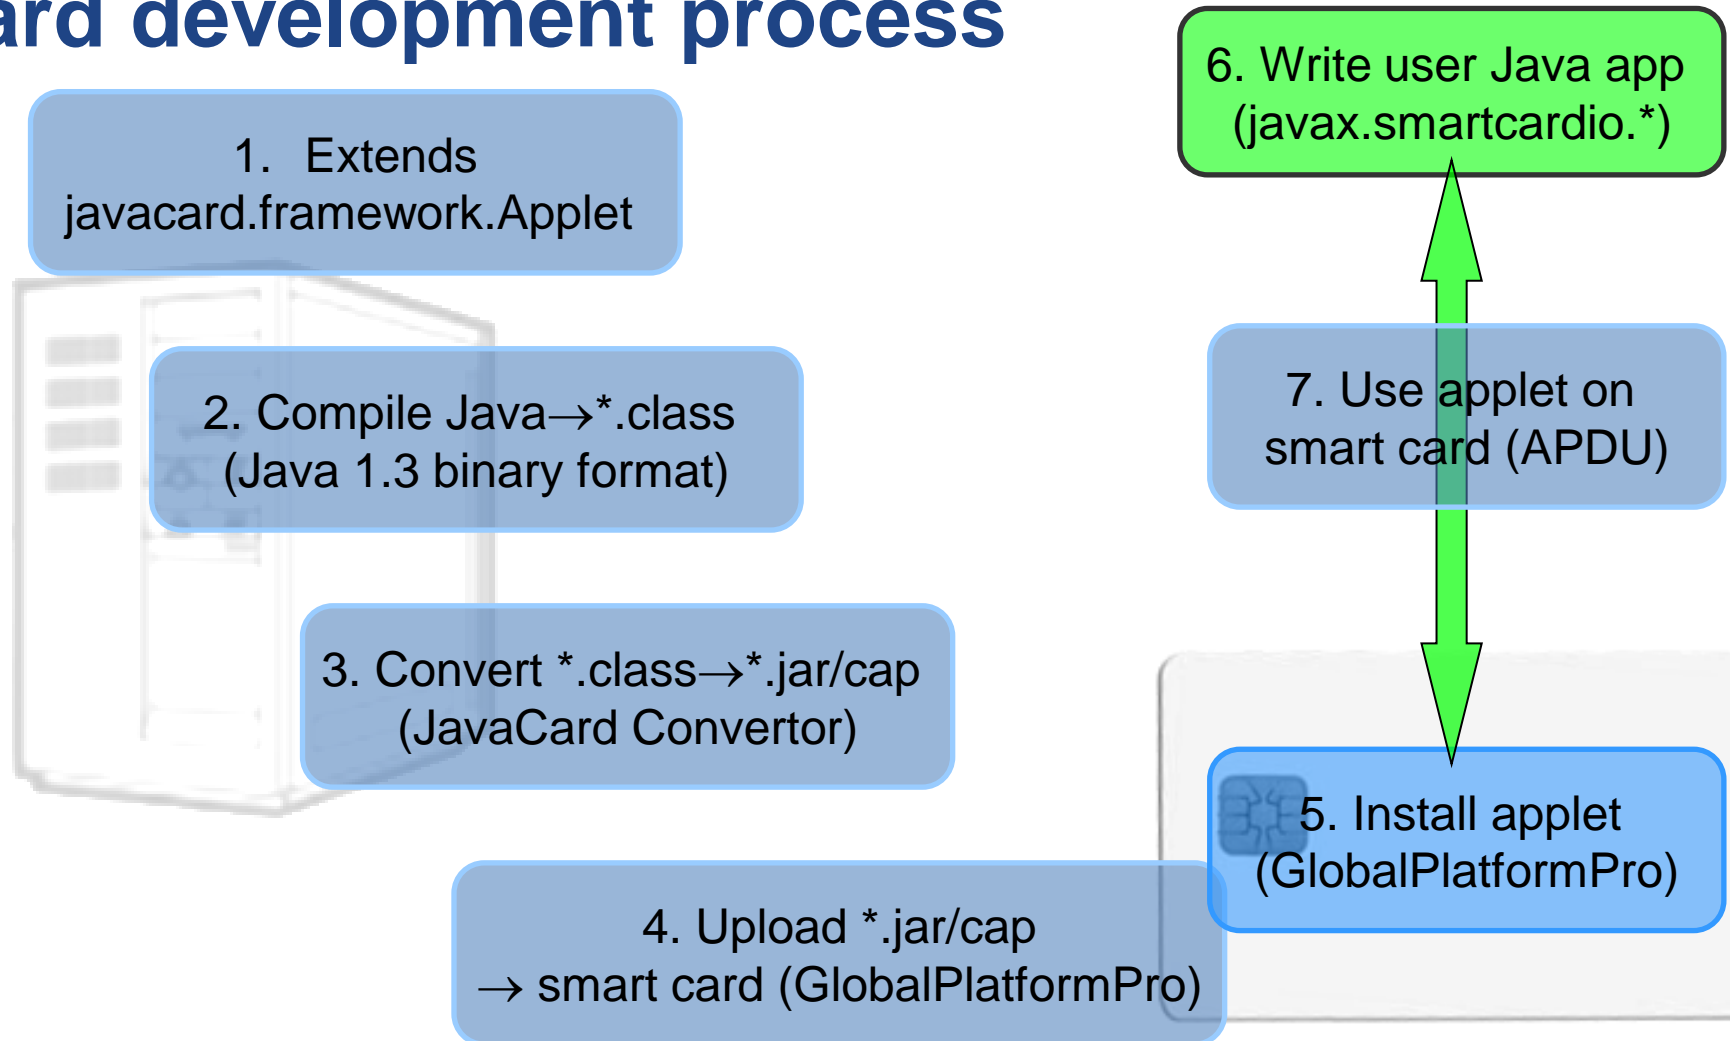 ard development process
1. Extends
javacard.framework.Applet
2. Compile Java→*.class
(Java 1.3 binary format)
3. Convert *.class→*.jar/cap
(JavaCard Convertor)
4. Upload *.jar/cap
→ smart card (GlobalPlatformPro)
5. Install applet
(GlobalPlatformPro)
6. Write user Java app
(javax.smartcardio.*)
7. Use applet on
smart card (APDU)